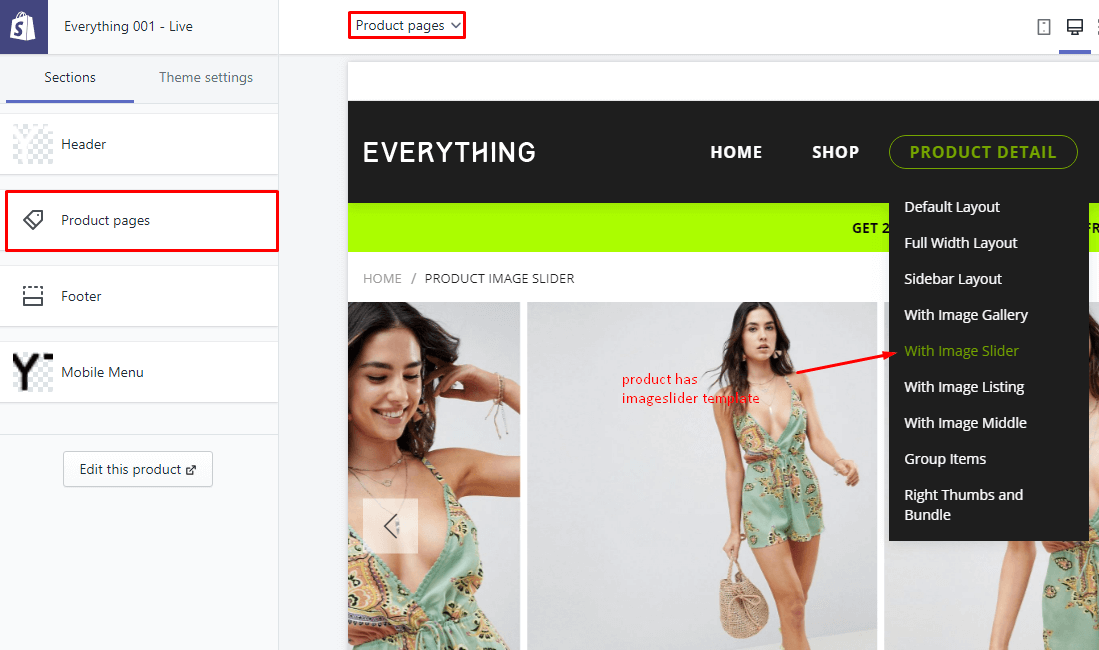 Everything 001 - Live
Product pages
Sections
Theme settings
Header
Product pages
Footer
Mobile Menu
Edit this product
EVERYTHING
HOME
SHOP
PRODUCT DETAIL
GET 2
FR
HOME / PRODUCT IMAGE SLIDER
Default Layout
Full Width Layout
Sidebar Layout
With Image Gallery
With Image Slider
With Image Listing
With Image Middle
Group Items
Right Thumbs and
Bundle
product has
imageslider template